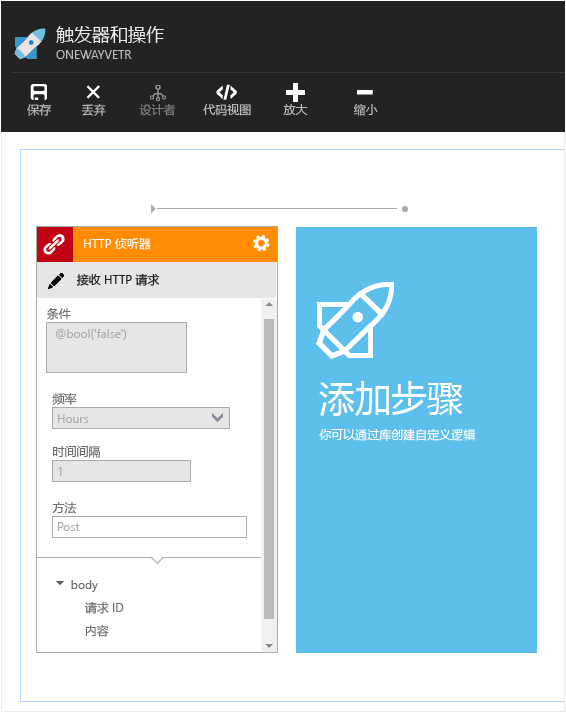 触发器和操作
ONEWAYVETR
保存 丢弃 设计者 代码视图 放大 缩小
HTTP 侦听器
接收 HTTP 请求
条件
@bool('false')
频率
Hours
时间间隔
1
方法
Post
body
请求 ID
内容
添加步骤
你可以通过库创建自定义逻辑